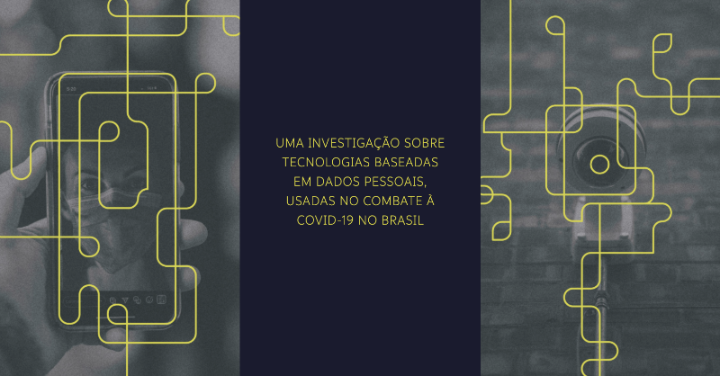 UMA INVESTIGAÇÃO SOBRE
TECNOLOGIAS BASEADAS
EM DADOS PESSOAIS,
USADAS NO COMBATE À
COVID-19 NO BRASIL